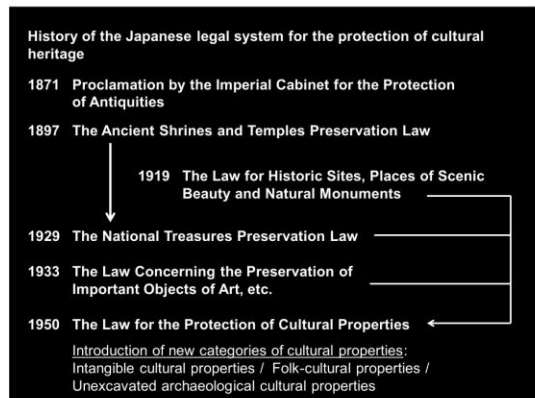 History of the Japanese legal system for the protection of cultural
heritage
1871 Proclamation by the Imperial Cabinet for the Protection
of Antiquities
1897 The Ancient Shrines and Temples Preservation Law
1919 The Law for Historic Sites, Places of Scenic
Beauty and Natural Monuments
1929 The National Treasures Preservation Law
1933 The Law Concerning the Preservation of
Important Objects of Art, etc.
1950 The Law for the Protection of Cultural Properties
Introduction of new categories of cultural properties:
Intangible cultural properties / Folk-cultural properties /
Unexcavated archaeological cultural properties